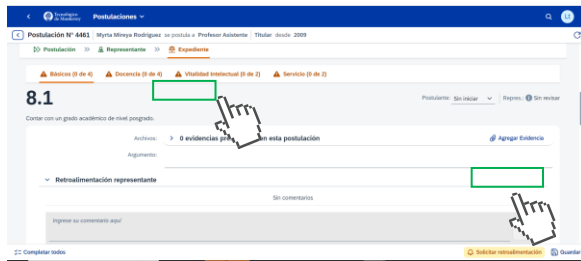 Tecnológico de Monterrey Postulaciones
Postulación N° 4461 Myrta Mireya Rodríguez se postula a Profesor Asistente Titular desde 2009
Postulación Representante Expediente
Básicos (0 de 4) Docencia (0 de 4) Vitalidad Intelectual (0 de 2) Servicio (0 de 2)
8.1
Postulante: Sin iniciar Repres.: Sin revisar
Contar con un grado académico de nivel posgrado.
Archivos: 0 evidencias en esta postulación Agregar Evidencia
Argumento:
Retroalimentación representante
Sin comentarios
Ingrese su comentario aquí
Completar todos Solicitar retroalimentación Guardar